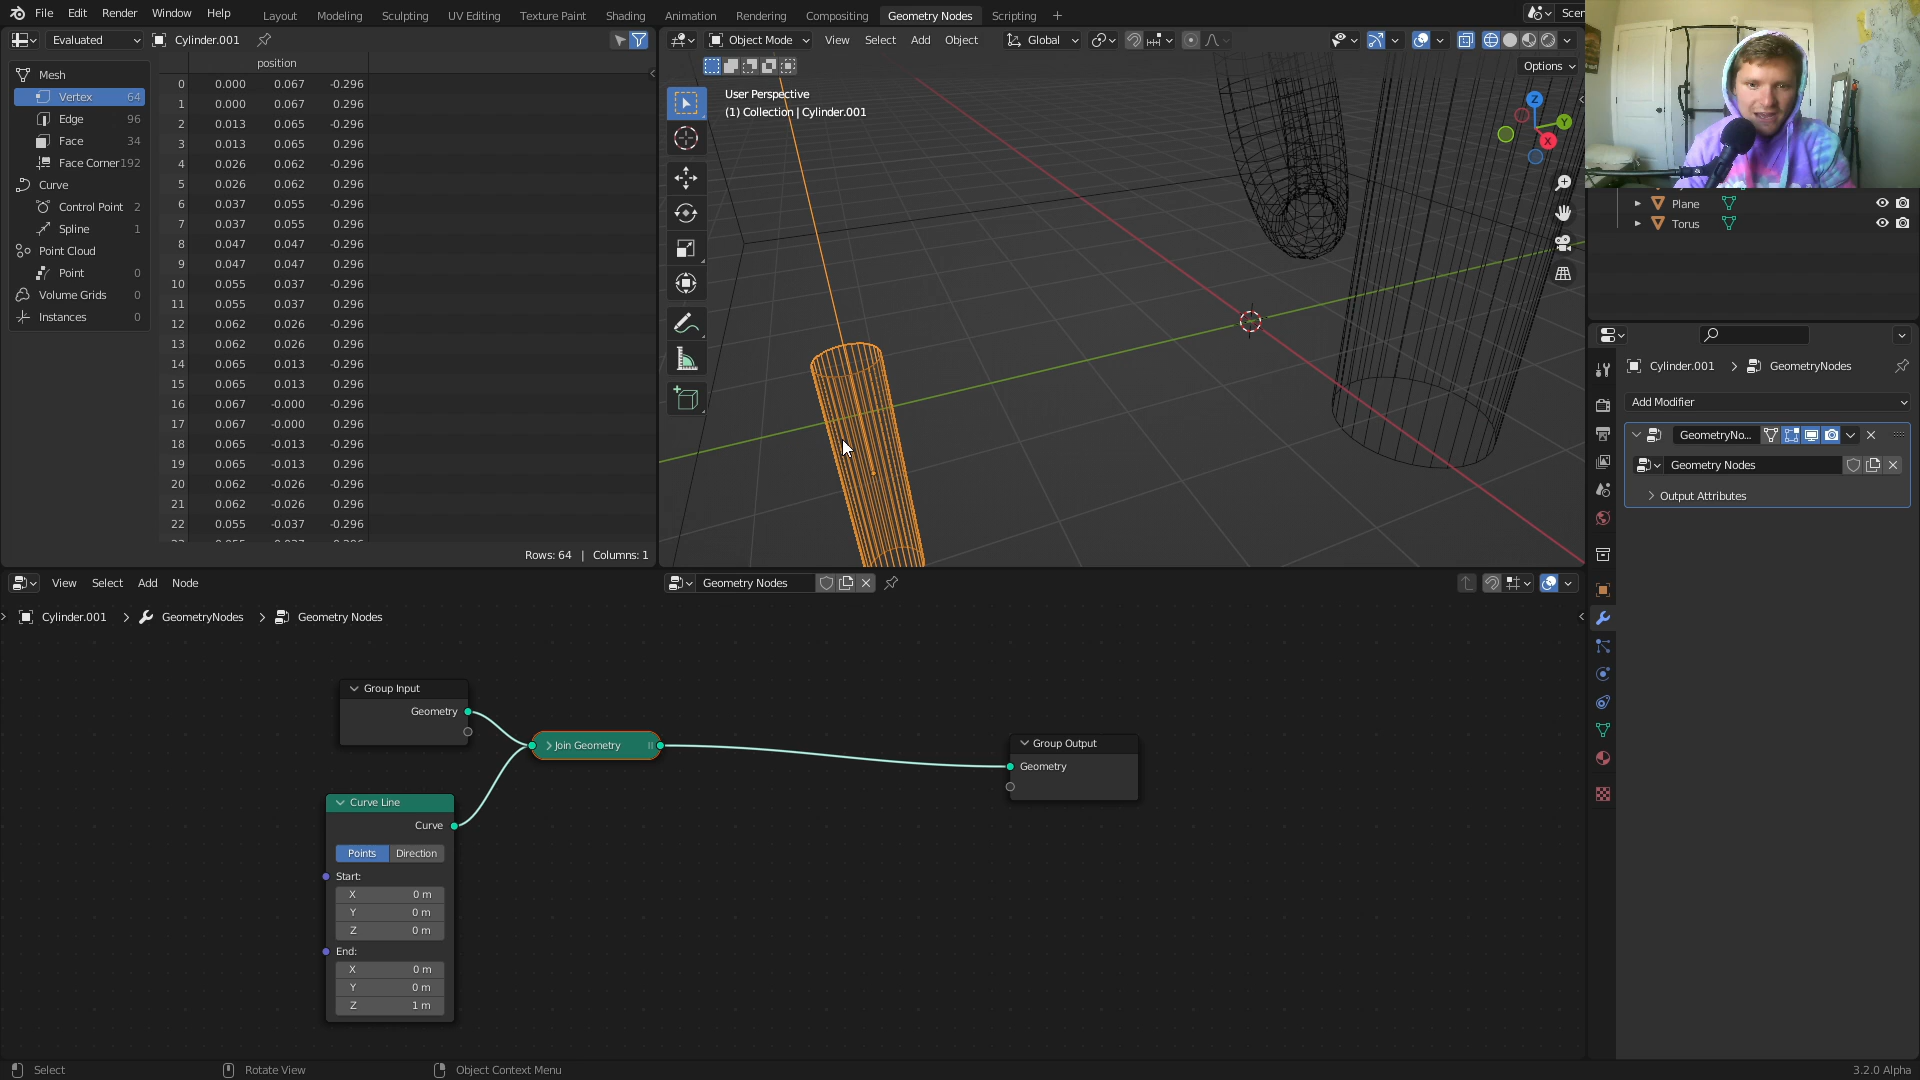 File Edit Render Window Help
Layout Modeling Sculpting UV Editing Texture Paint Shading Animation Rendering Compositing Geometry Nodes Scripting
Evaluated Cylinder.001
position
Mesh
Vertex 64
Edge 96
Face 34
Face Corner 192
Curve
Control Point 2
Spline 1
Point Cloud
Point 0
Volume Grids 0
Instances 0
0 0.000 0.067 -0.296
1 0.000 0.067 0.296
2 0.013 0.065 -0.296
3 0.013 0.065 0.296
4 0.026 0.062 -0.296
5 0.026 0.062 0.296
6 0.037 0.055 -0.296
7 0.037 0.055 0.296
8 0.047 0.047 -0.296
9 0.047 0.047 0.296
10 0.055 0.037 -0.296
11 0.055 0.037 0.296
12 0.062 0.026 -0.296
13 0.062 0.026 0.296
14 0.065 0.013 -0.296
15 0.065 0.013 0.296
16 0.067 -0.000 -0.296
17 0.067 -0.000 0.296
18 0.065 -0.013 -0.296
19 0.065 -0.013 0.296
20 0.062 -0.026 -0.296
21 0.062 -0.026 0.296
22 0.055 -0.037 -0.296
Rows: 64 | Columns: 1
Object Mode View Select Add Object Global
Options
User Perspective
(1) Collection | Cylinder.001
Z
Y
X
Scen
Plane
Torus
Cylinder.001 GeometryNodes
Add Modifier
GeometryNo...
Geometry Nodes
Output Attributes
View Select Add Node
Geometry Nodes
Cylinder.001 GeometryNodes Geometry Nodes
Group Input
Geometry
Join Geometry
Group Output
Geometry
Curve Line
Curve
Points Direction
Start:
X 0 m
Y 0 m
Z 0 m
End:
X 0 m
Y 0 m
Z 1 m
Select Rotate View Object Context Menu
3.2.0 Alpha